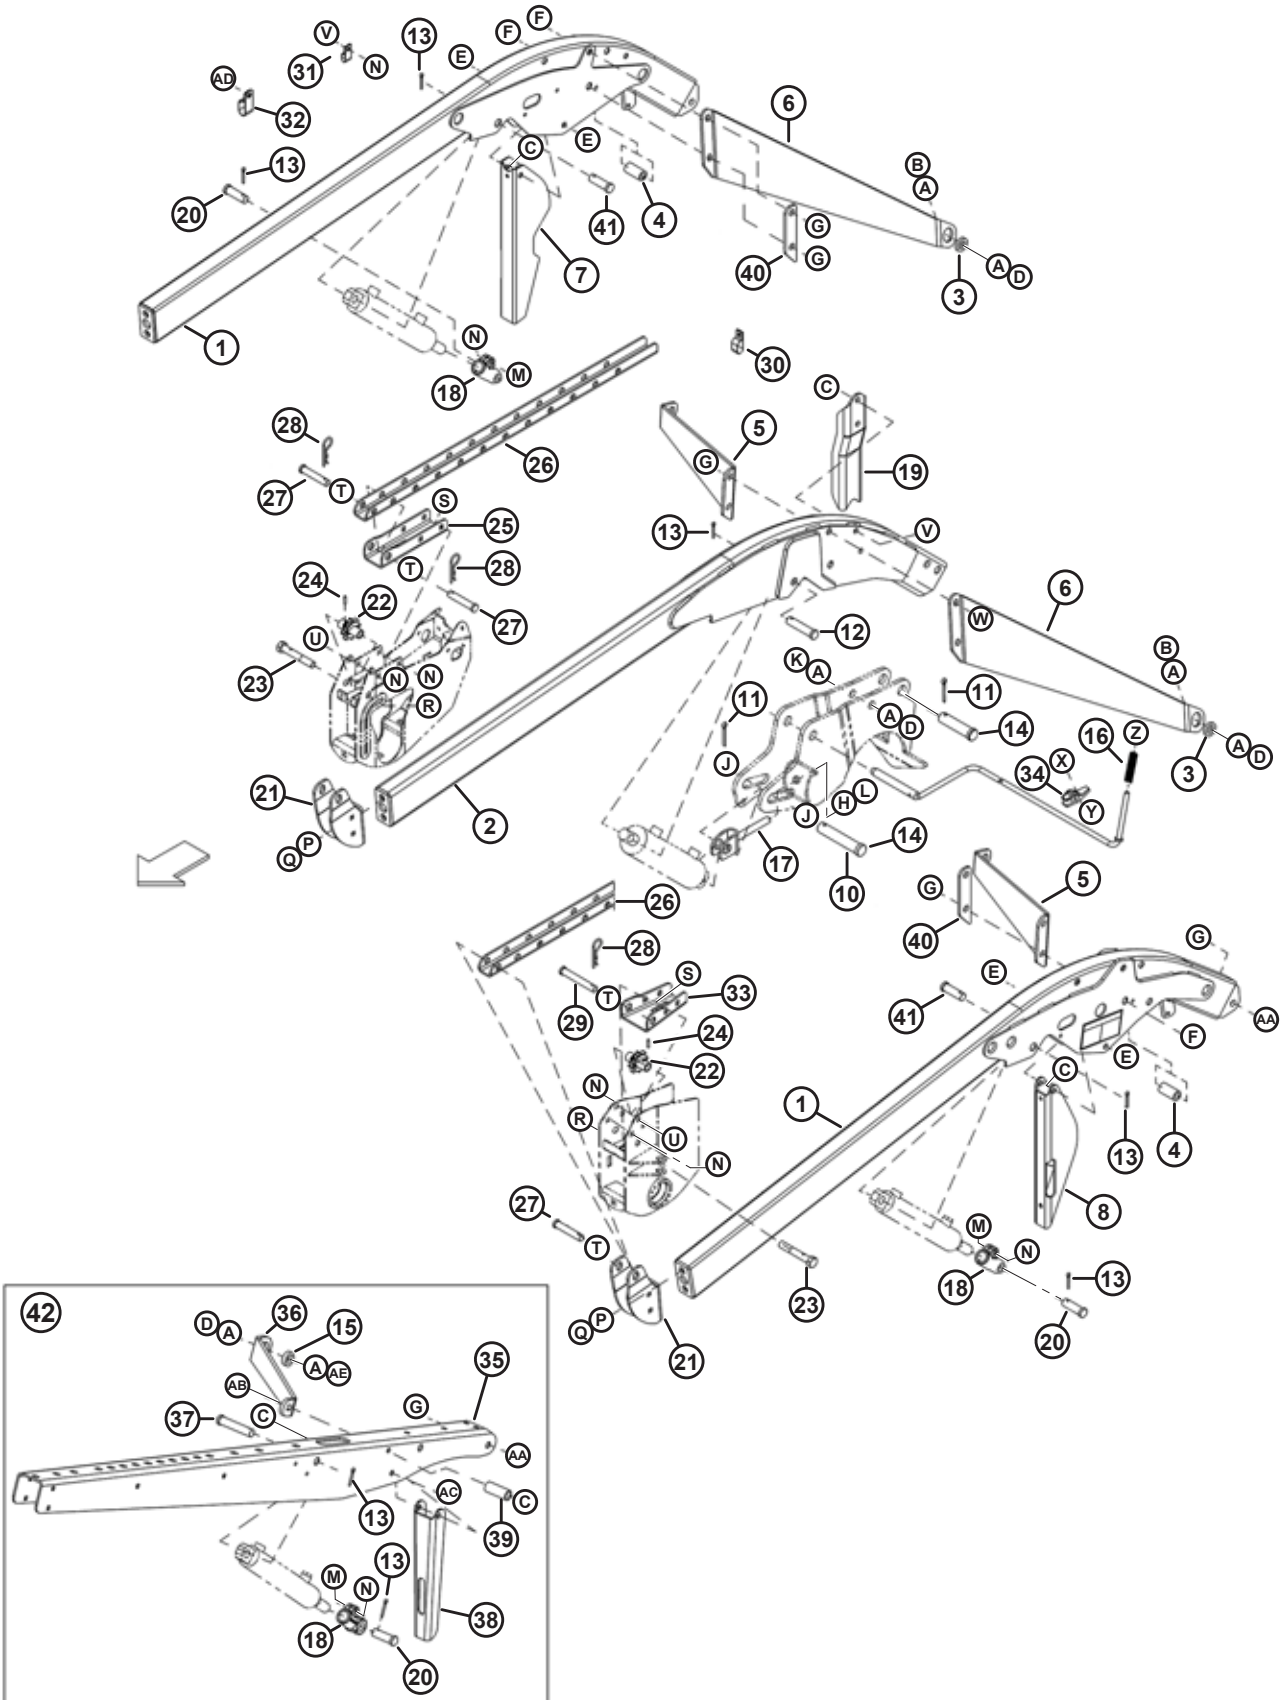 F
V
F
13
31
N
E
AD
6
32
E
C
13
B
A
20
41
4
G
7
40
G
A
D
3
1
N
30
M
18
C
28
5
26
G
19
27
T
S
25
13
V
T
28
24
22
6
27
W
12
U
B
A
23
N
N
K
A
11
R
11
A
D
14
16
Z
A
D
J
X
3
34
21
2
H
L
Y
J
P
Q
14
17
10
5
G
26
40
28
G
E
S
T
33
41
29
AA
24
F
22
E
C
N
1
R
U
4
13
N
8
27
M
N
T
13
18
23
42
36
15
D
A
P
Q
20
35
21
A
AE
AB
G
37
C
AA
AC
C
13
39
13
M
N
38
18
20